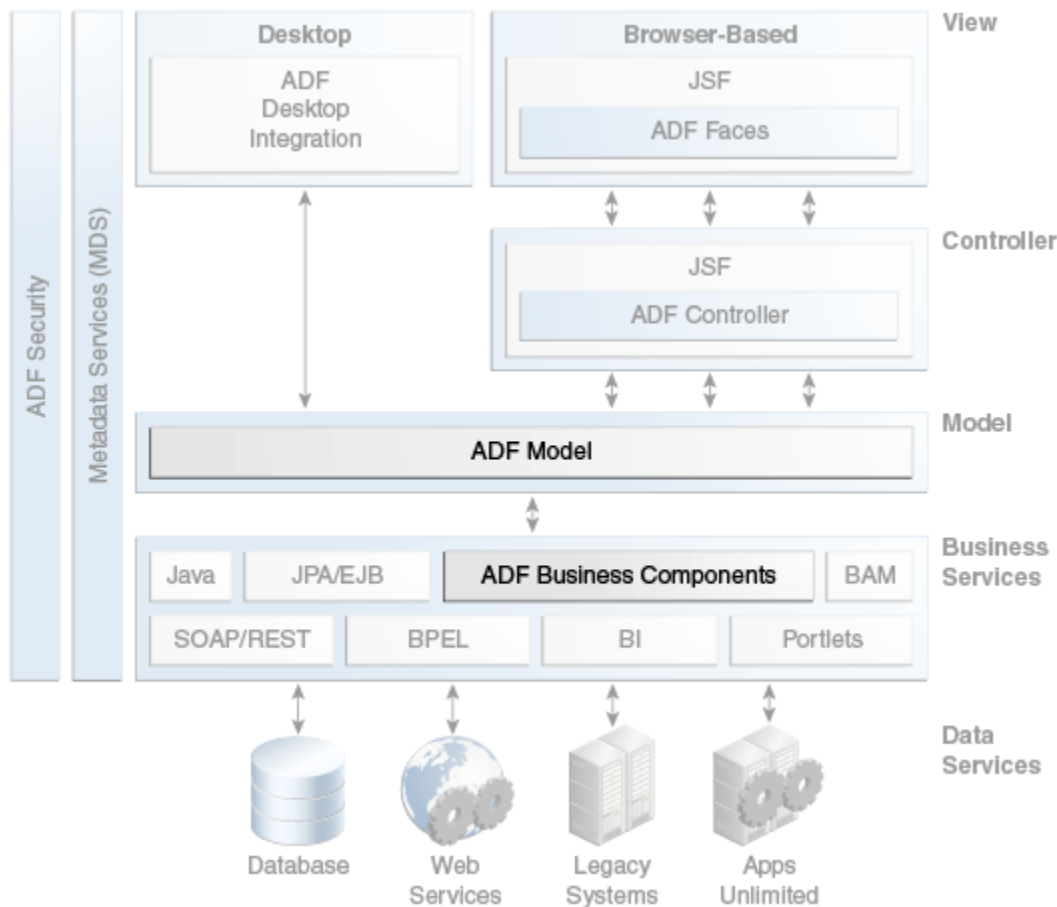 ADF Security
Metadata Services (MDS)
Desktop
ADF
Desktop
Integration
Browser-Based
JSF
ADF Faces
View
JSF
ADF Controller
Controller
ADF Model
Model
Java
JPA/EJB
ADF Business Components
BAM
SOAP/REST
BPEL
BI
Portlets
Business
Services
Database
Web
Services
Legacy
Systems
Apps
Unlimited
Data
Services